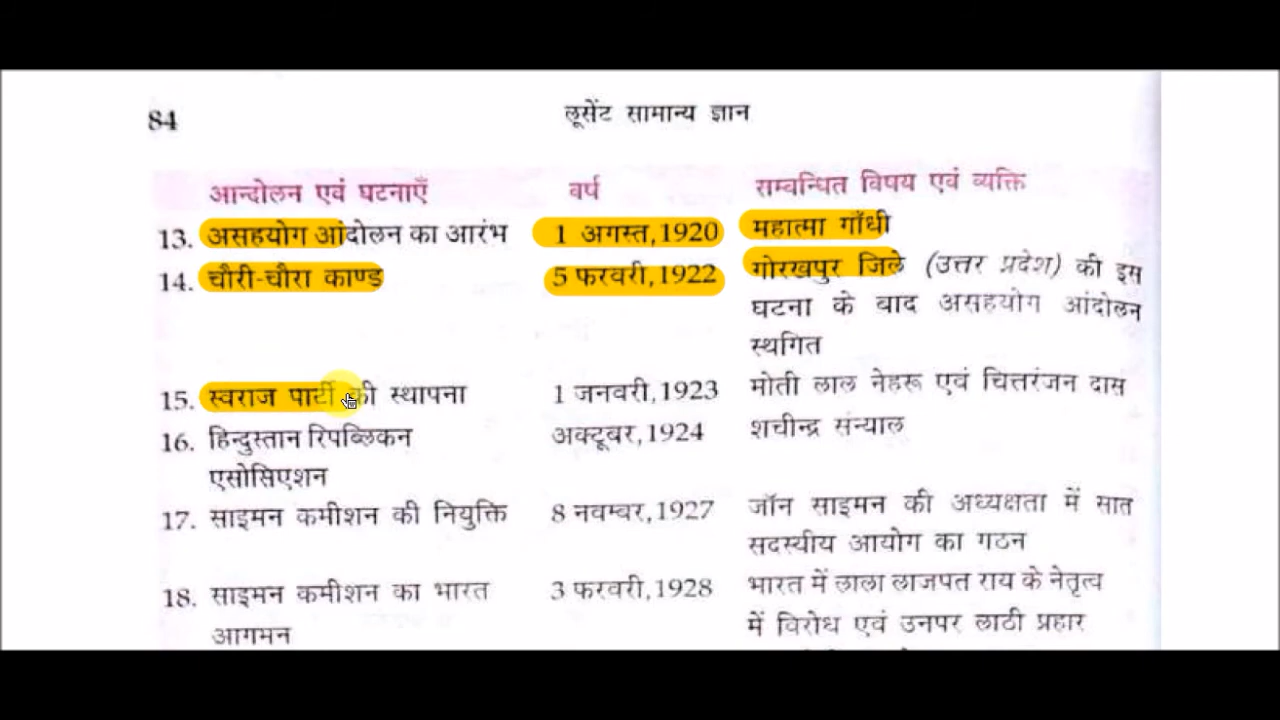 84 लूसेंट सामान्य ज्ञान
आन्दोलन एवं घटनाएँ वर्ष सम्बन्धित विषय एवं व्यक्ति
13. असहयोग आंदोलन का आरंभ 1 अगस्त, 1920 महात्मा गाँधी
14. चौरी-चौरा काण्ड 5 फरवरी, 1922 गोरखपुर जिले (उत्तर प्रदेश) की इस
घटना के बाद असहयोग आंदोलन
स्थगित
15. स्वराज पार्टी की स्थापना 1 जनवरी, 1923 मोती लाल नेहरू एवं चित्तरंजन दास
16. हिन्दुस्तान रिपब्लिकन अक्टूबर, 1924 शचीन्द्र संन्याल
एसोसिएशन
17. साइमन कमीशन की नियुक्ति 8 नवम्बर, 1927 जॉन साइमन की अध्यक्षता में सात
सदस्यीय आयोग का गठन
18. साइमन कमीशन का भारत 3 फरवरी, 1928 भारत में लाला लाजपत राय के नेतृत्व
आगमन में विरोध एवं उनपर लाठी प्रहार